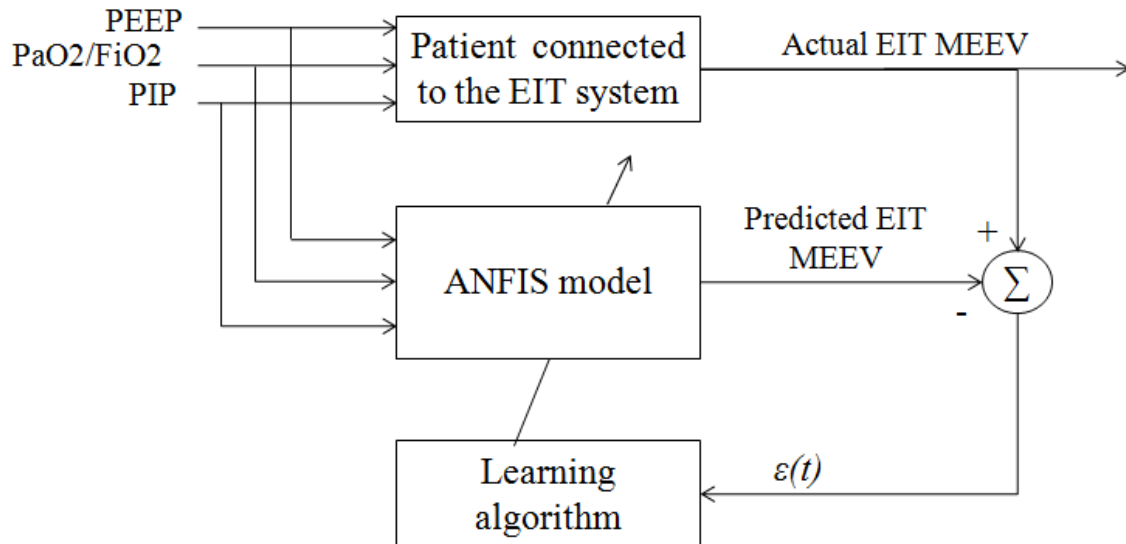 PEEP
PaO2/FiO2
PIP
Patient connected
to the EIT system
Actual EIT MEEV
ANFIS model
Predicted EIT
MEEV
+
Σ
-
Learning
algorithm
ε(t)